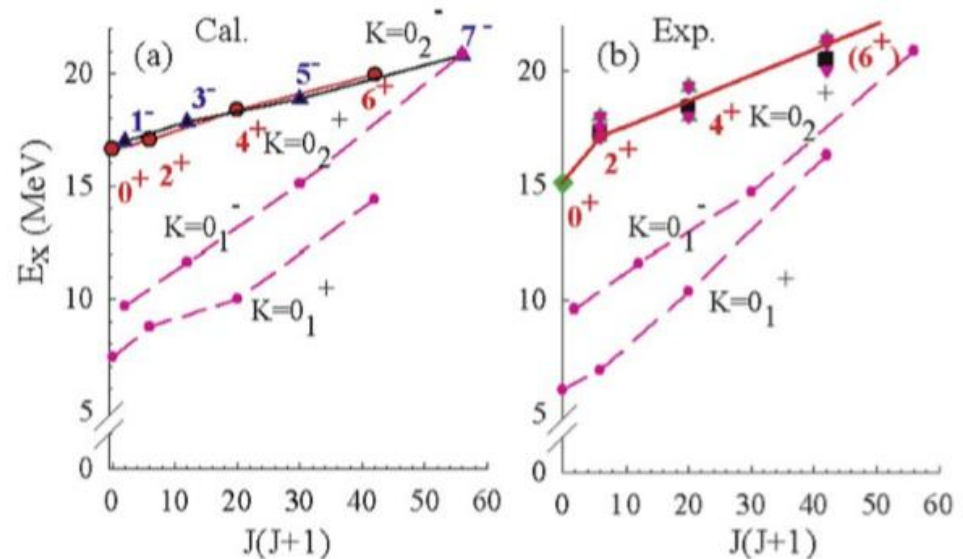 (a) Cal.
K=0₂⁻
7⁻
1⁻
3⁻
5⁻
0⁺
2⁺
4⁺
6⁺
K=0₂⁺
K=0₁⁻
K=0₁⁺
Eₓ (MeV)
20
15
10
5
0
0 10 20 30 40 50 60
J(J+1)
(b) Exp.
(6⁺)
4⁺
2⁺
0⁺
K=0₂⁺
K=0₁⁻
K=0₁⁺
20
15
10
5
0
0 10 20 30 40 50 60
J(J+1)